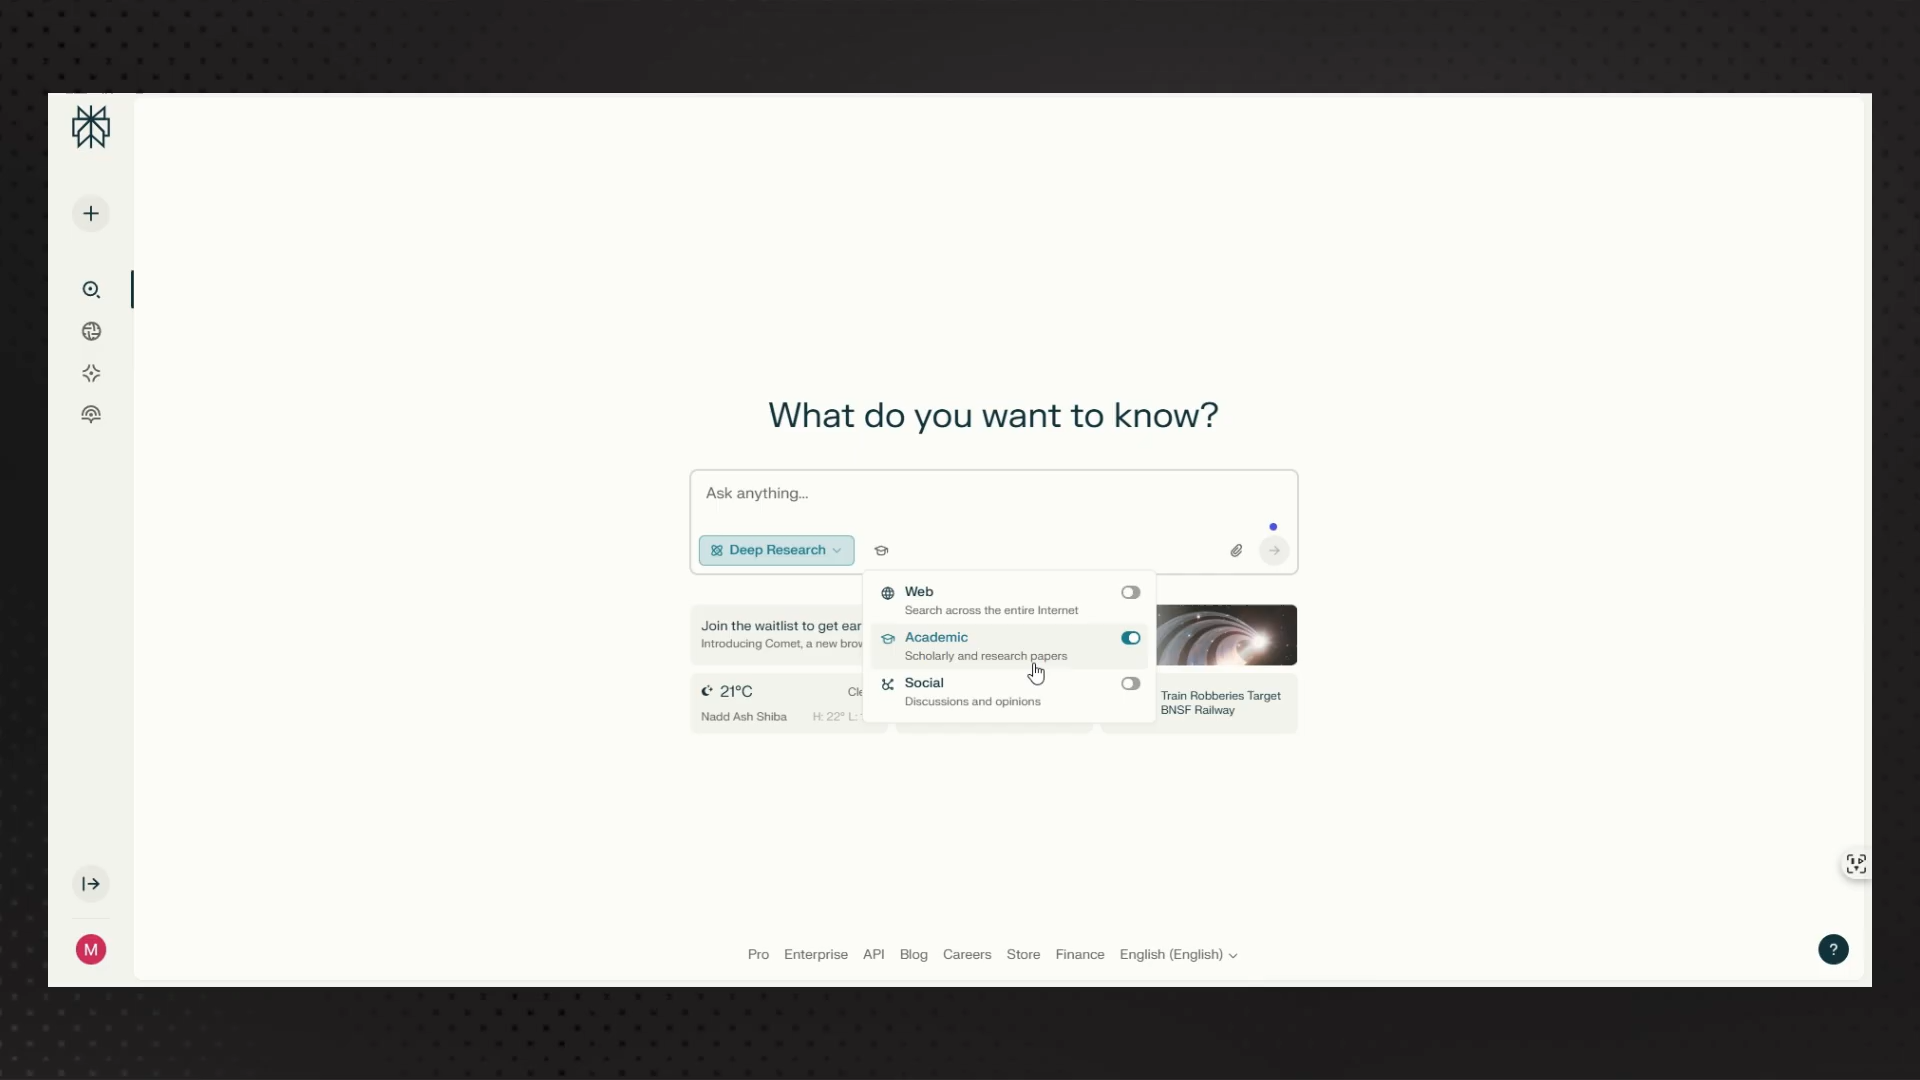 What do you want to know?
Ask anything...
Deep Research
Web
Search across the entire Internet
Academic
Scholarly and research papers
Social
Discussions and opinions
Join the waitlist to get
Introducing Comet, a new
21°C
Nadd Ash Shiba
H: 22° L:
Train Robberies Target
BNSF Railway
M
Pro Enterprise API Blog Careers Store Finance English (English)
?